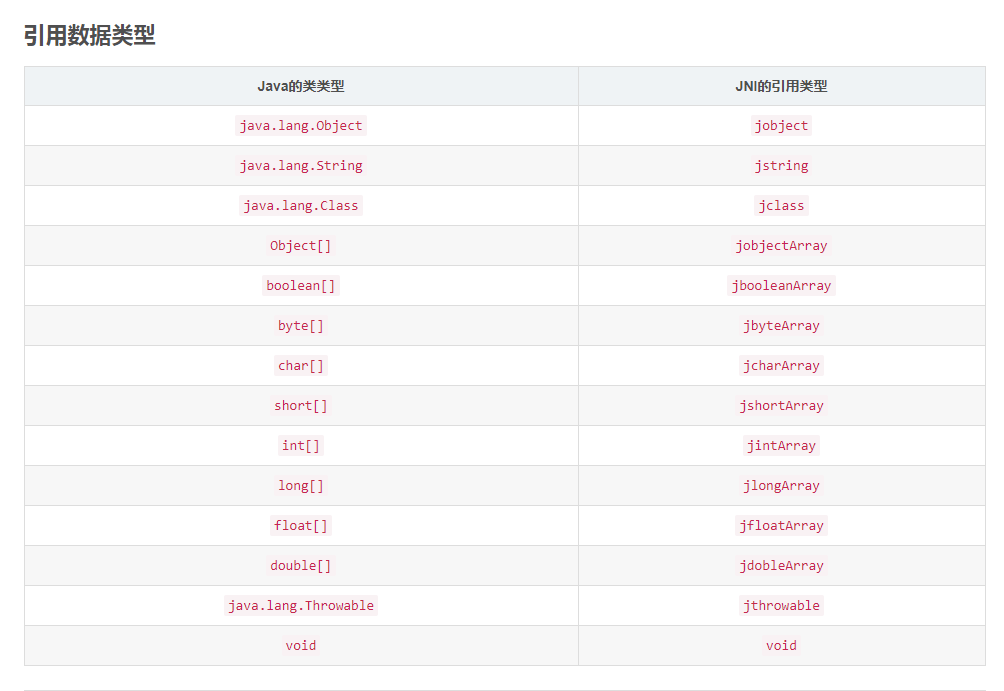 引用数据类型
Java的类类型 JNI的引用类型
java.lang.Object jobject
java.lang.String jstring
java.lang.Class jclass
Object[] jobjectArray
boolean[] jbooleanArray
byte[] jbyteArray
char[] jcharArray
short[] jshortArray
int[] jintArray
long[] jlongArray
float[] jfloatArray
double[] jdobleArray
java.lang.Throwable jthrowable
void void